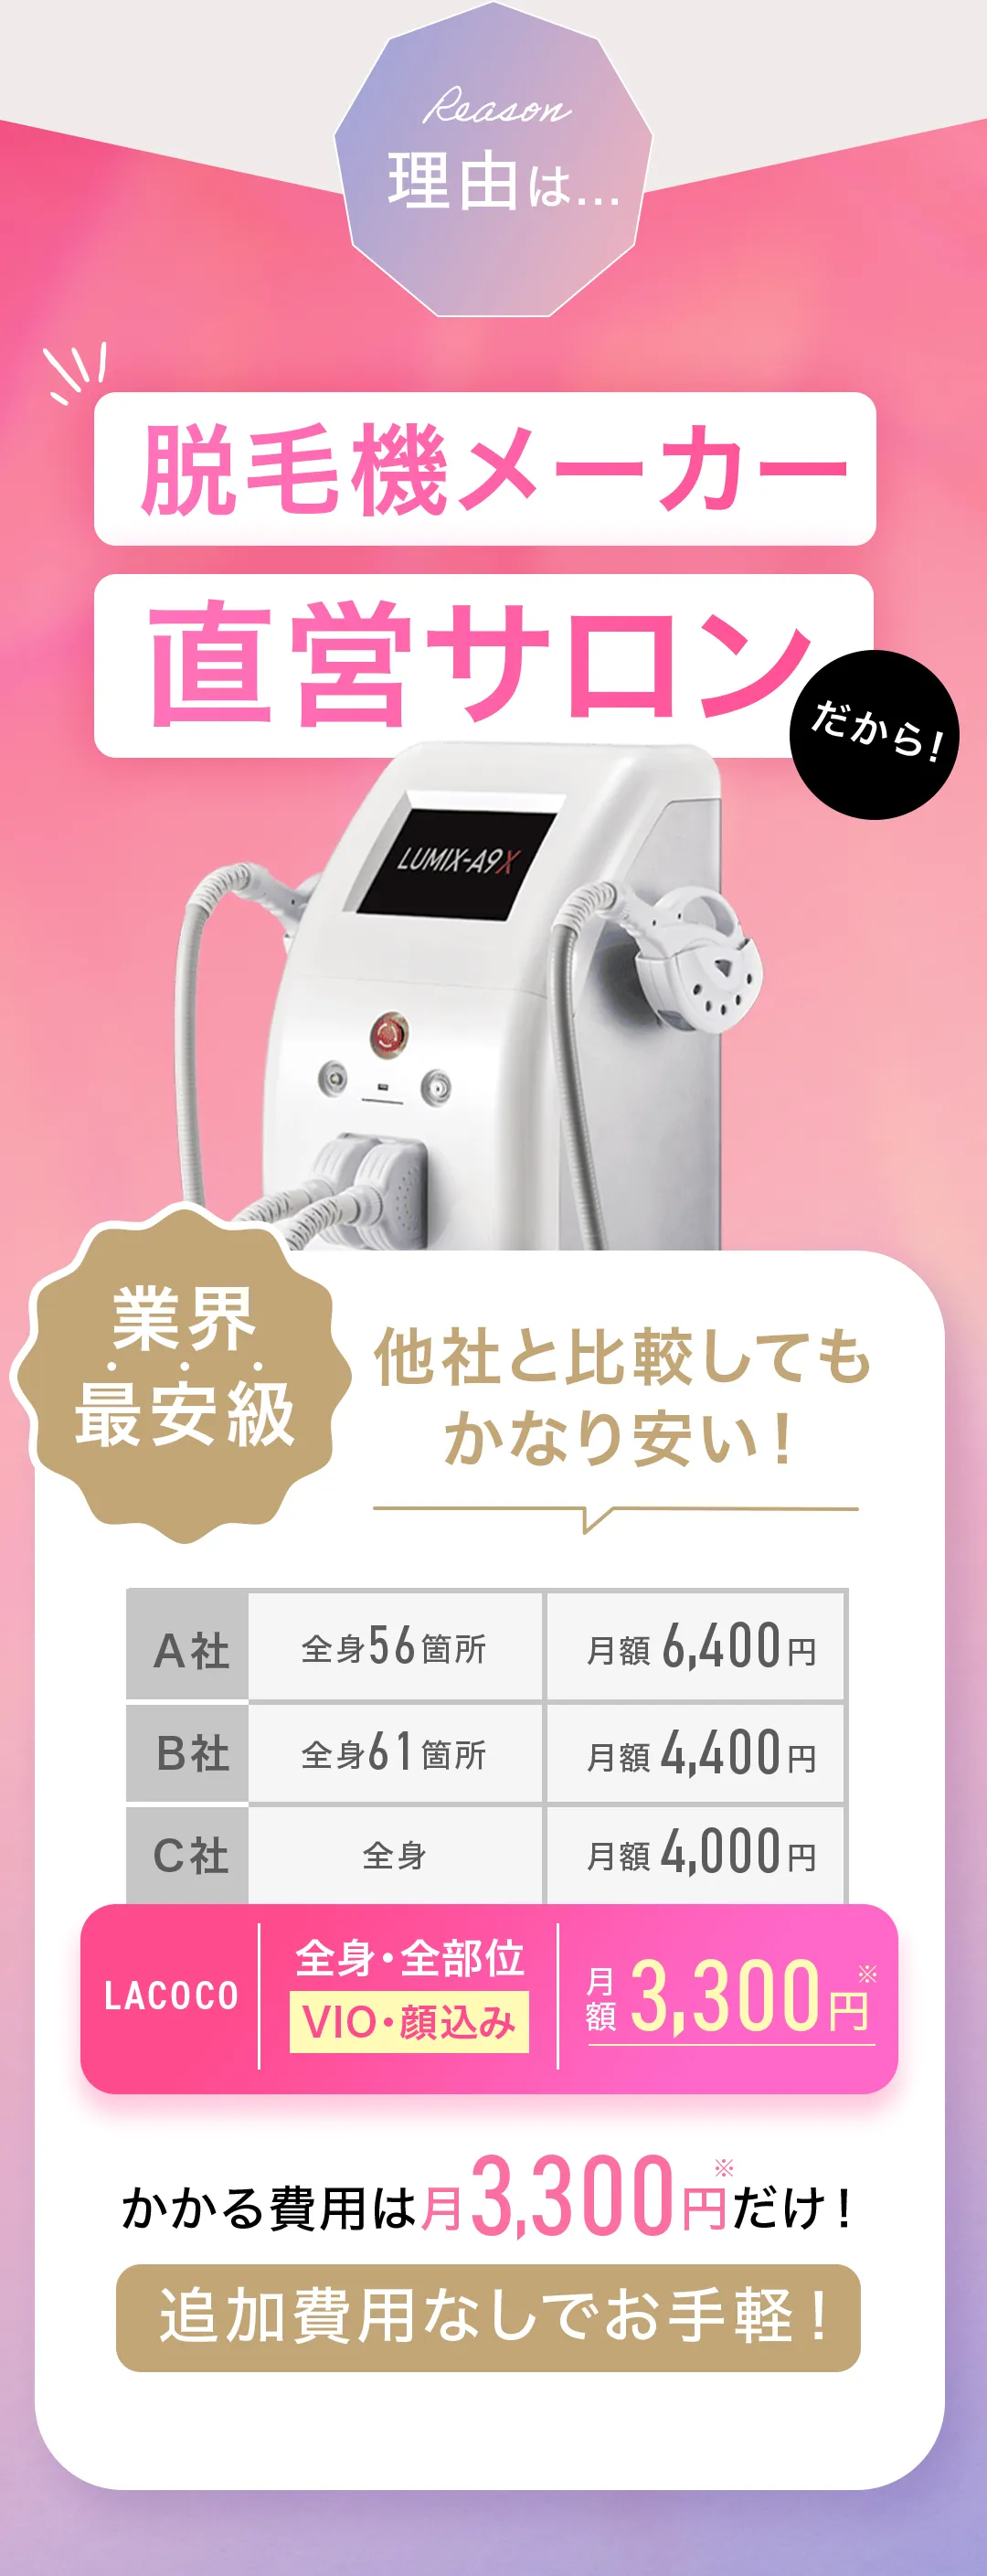 Reason
理由は...
脱毛機メーカー
直営サロン
だから!
LUMIX-A9X
業界
最安級
他社と比較しても
かなり安い!
A社 全身56箇所 月額 6,400円
B社 全身61箇所 月額 4,400円
C社 全身 月額 4,000円
LACOCO 全身・全部位 VIO・顔込み 月額 3,300円※
かかる費用は月3,300円※だけ!
追加費用なしでお手軽!